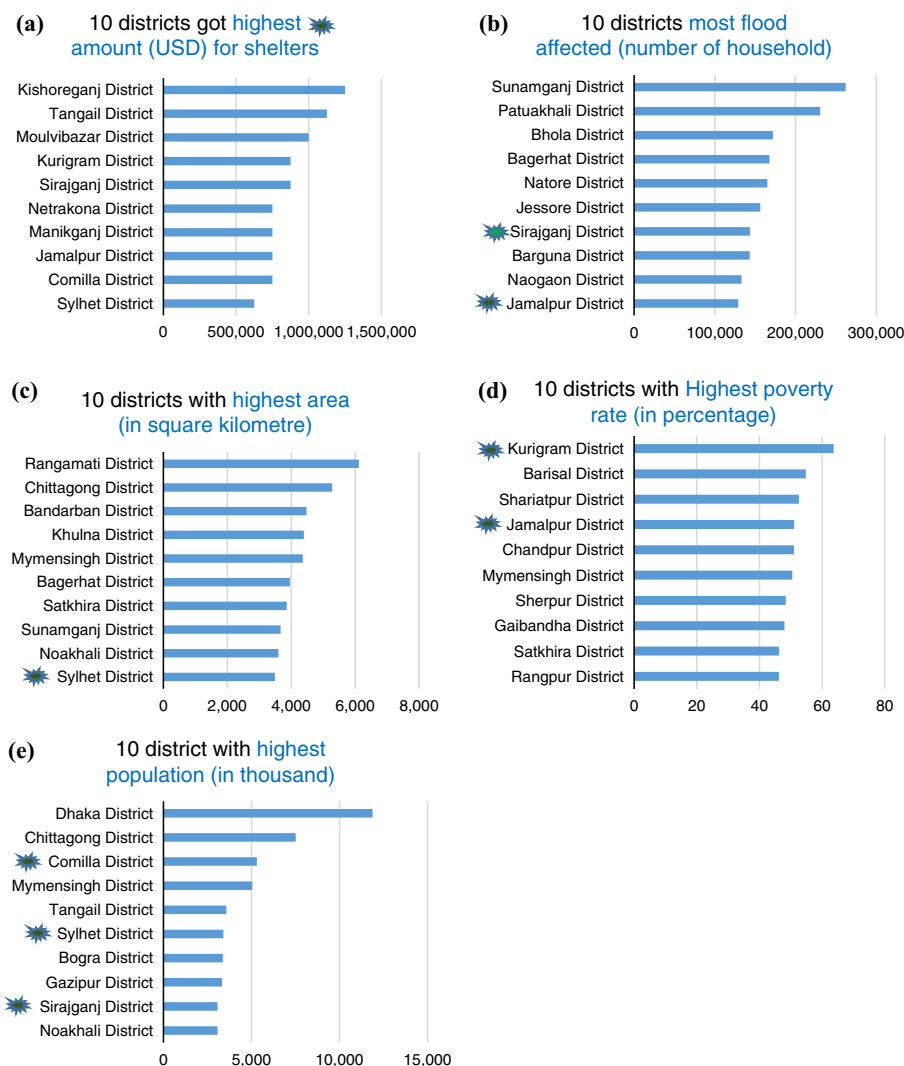 (a)
10 districts got highest
amount (USD) for shelters
Kishoreganj District
Tangail District
Moulvibazar District
Kurigram District
Sirajganj District
Netrakona District
Manikganj District
Jamalpur District
Comilla District
Sylhet District
0 500,000 1,000,000 1,500,000
(b)
10 districts most flood
affected (number of household)
Sunamganj District
Patuakhali District
Bhola District
Bagerhat District
Natore District
Jessore District
Sirajganj District
Barguna District
Naogaon District
Jamalpur District
0 100,000 200,000 300,000
(c)
10 districts with highest area
(in square kilometre)
Rangamati District
Chittagong District
Bandarban District
Khulna District
Mymensingh District
Bagerhat District
Satkhira District
Sunamganj District
Noakhali District
Sylhet District
0 2,000 4,000 6,000 8,000
(d)
10 districts with Highest poverty
rate (in percentage)
Kurigram District
Barisal District
Shariatpur District
Jamalpur District
Chandpur District
Mymensingh District
Sherpur District
Gaibandha District
Satkhira District
Rangpur District
0 20 40 60 80
(e)
10 district with highest
population (in thousand)
Dhaka District
Chittagong District
Comilla District
Mymensingh District
Tangail District
Sylhet District
Bogra District
Gazipur District
Sirajganj District
Noakhali District
0 5.000 10.000 15.000